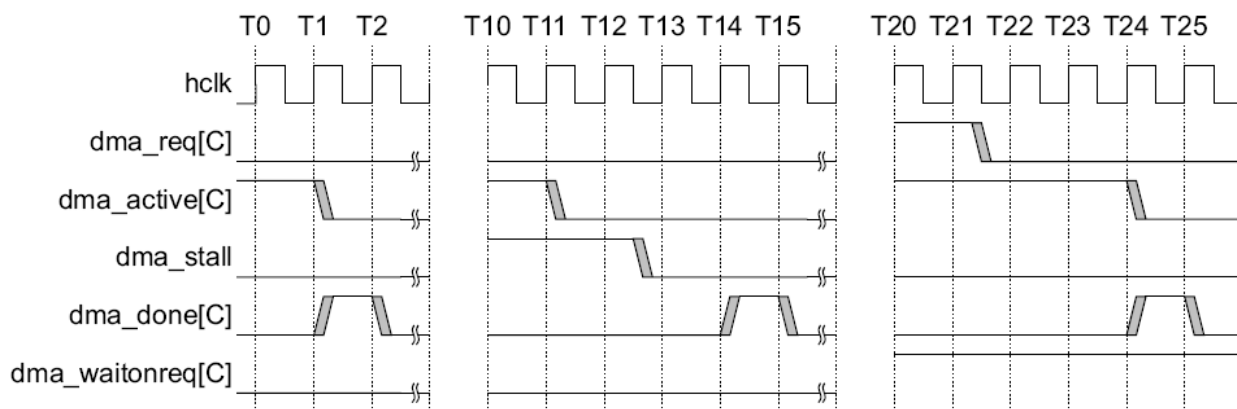 T0 T1 T2 T10 T11 T12 T13 T14 T15 T20 T21 T22 T23 T24 T25
hclk
dma_req[C]
dma_active[C]
dma_stall
dma_done[C]
dma_waitonreq[C]